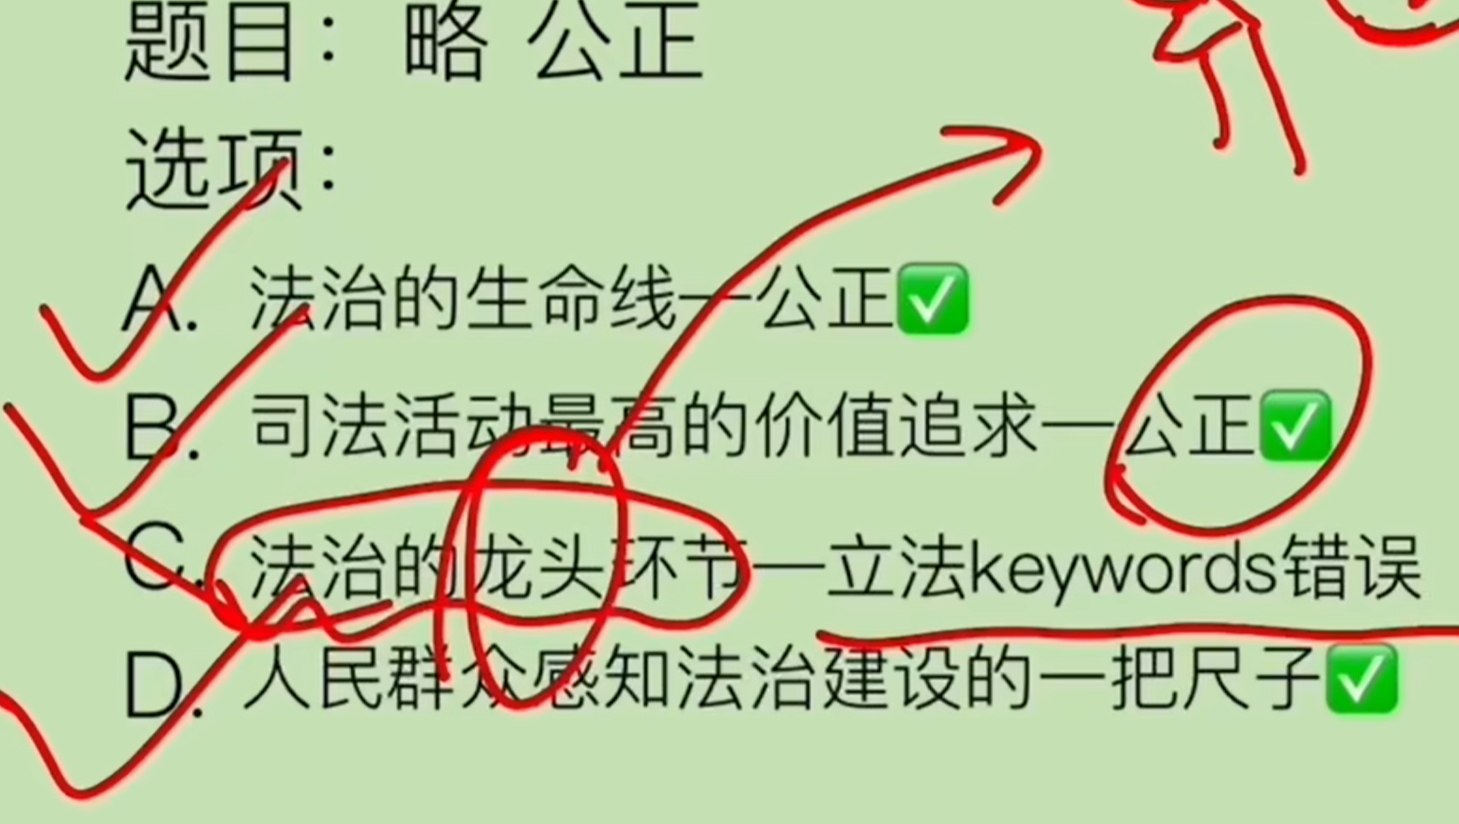 题目：略 公正
选项：
A. 法治的生命线—公正✅
B. 司法活动最高的价值追求—公正✅
C. 法治的龙头环节—立法keywords错误
D. 人民群众感知法治建设的一把尺子✅